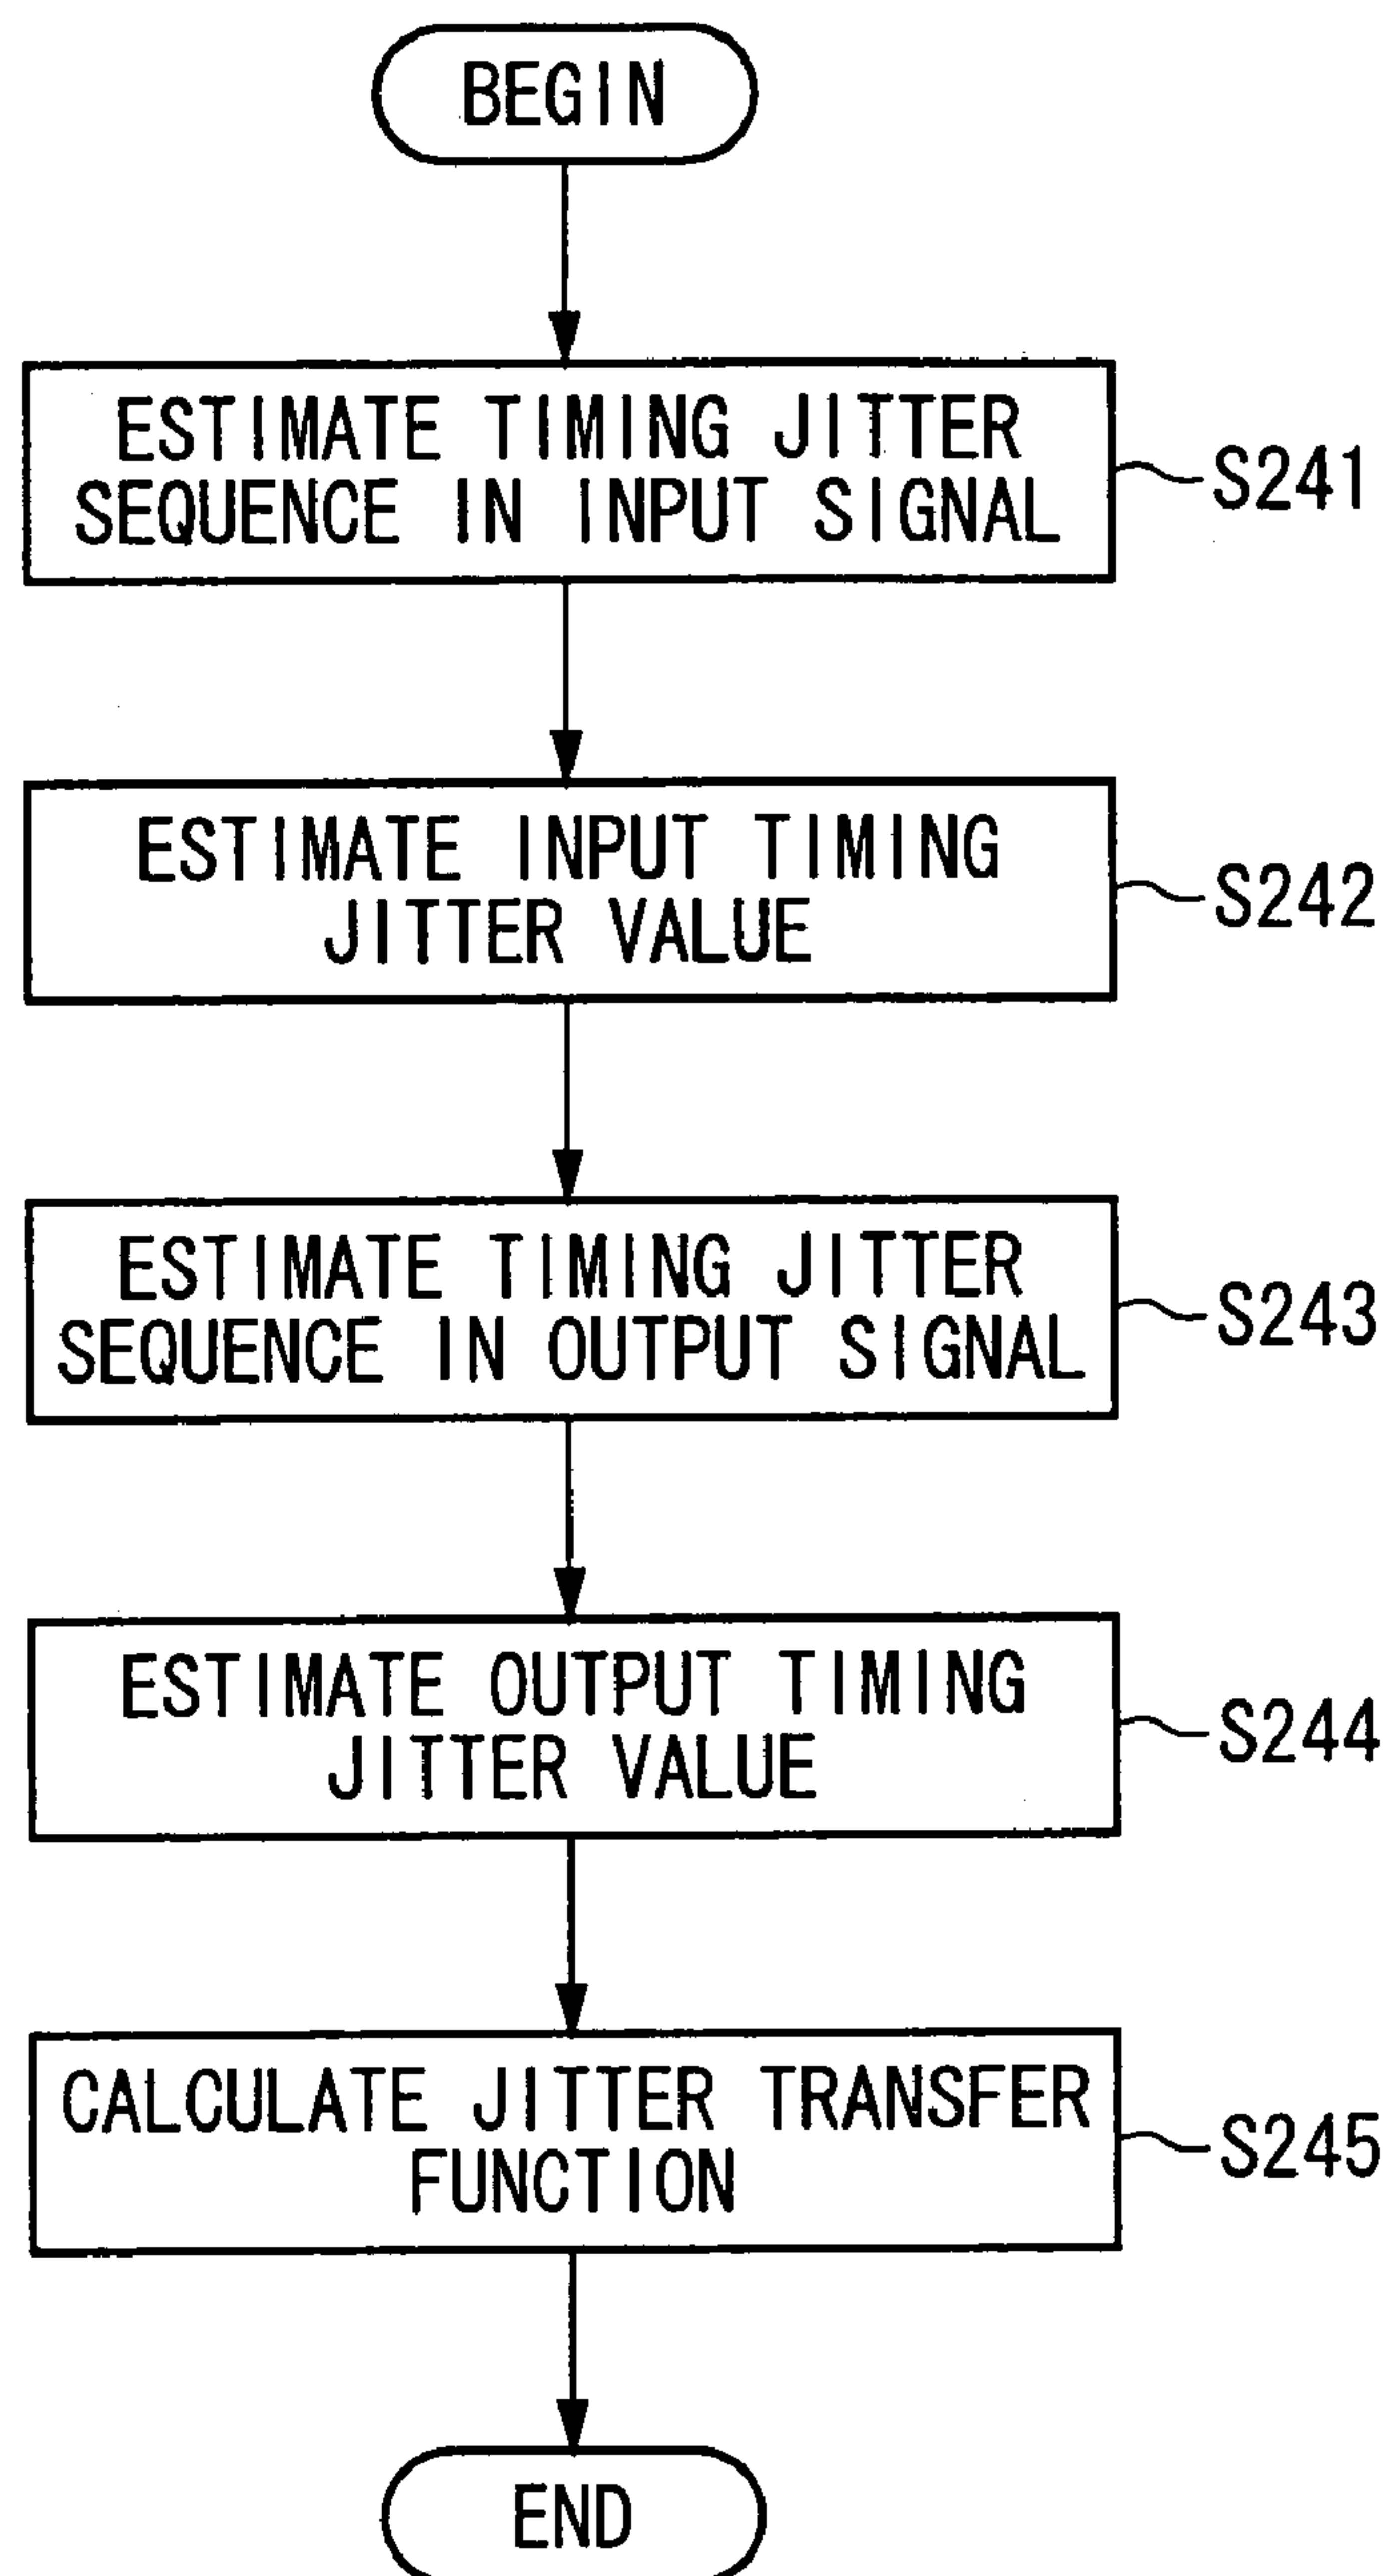 BEGIN
ESTIMATE TIMING JITTER
SEQUENCE IN INPUT SIGNAL
S241
ESTIMATE INPUT TIMING
JITTER VALUE
S242
ESTIMATE TIMING JITTER
SEQUENCE IN OUTPUT SIGNAL
S243
ESTIMATE OUTPUT TIMING
JITTER VALUE
S244
CALCULATE JITTER TRANSFER
FUNCTION
S245
END